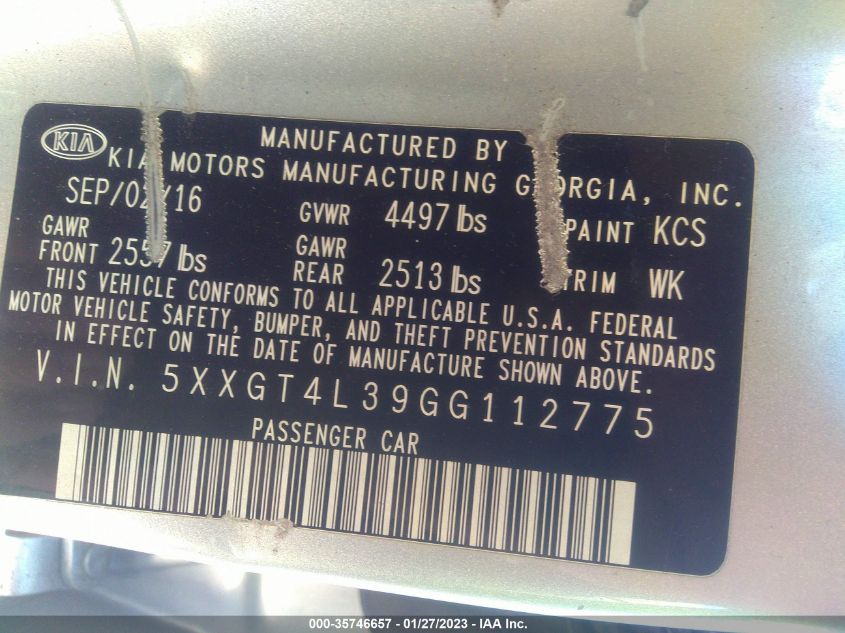 MANUFACTURED BY
KIA MOTORS MANUFACTURING GEORGIA, INC.
GVWR 4497 lbs PAINT KCS
GAWR FRONT lbs GAWR REAR 2513 lbs TRIM WK
THIS VEHICLE CONFORMS TO ALL APPLICABLE U.S.A. FEDERAL
MOTOR VEHICLE SAFETY, BUMPER, AND THEFT PREVENTION STANDARDS
IN EFFECT ON THE DATE OF MANUFACTURE SHOWN ABOVE.
V.I.N. 5XXGT4L39GG112775
PASSENGER CAR
000-35746657 - 01/27/2023 - IAA Inc.